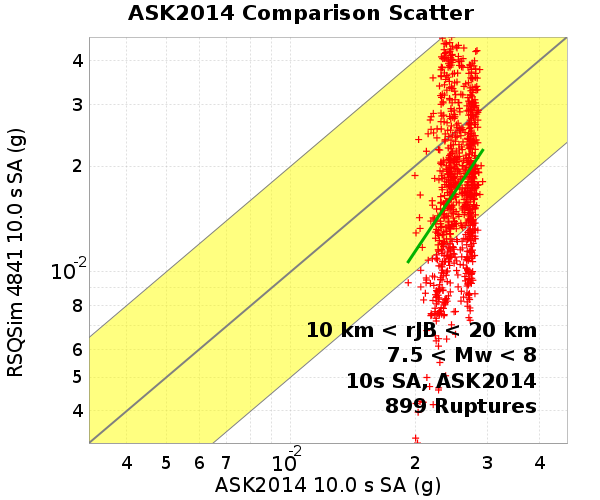 ASK2014 Comparison Scatter
RSQSim 4841 10.0 s SA (g)
4
3
2
10-2
8
6
5
4
10 km < rJB < 20 km
7.5 < Mw < 8
10s SA, ASK2014
899 Ruptures
4 5 6 7 10-2 2 3 4
ASK2014 10.0 s SA (g)